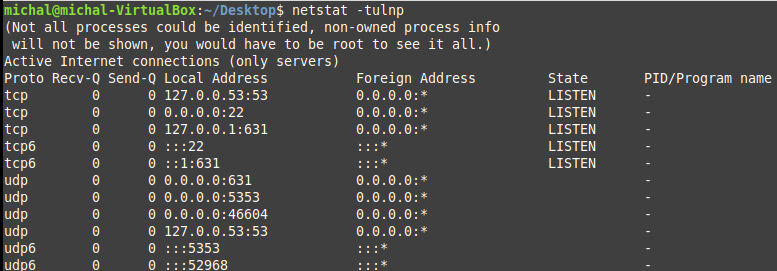 michal@michal-VirtualBox:~/Desktop$ netstat -tulnp
(Not all processes could be identified, non-owned process info
 will not be shown, you would have to be root to see it all.)
Active Internet connections (only servers)
Proto Recv-Q Send-Q Local Address           Foreign Address         State       PID/Program name
tcp        0      0 127.0.0.53:53           0.0.0.0:*               LISTEN      -
tcp        0      0 0.0.0.0:22              0.0.0.0:*               LISTEN      -
tcp        0      0 127.0.0.1:631           0.0.0.0:*               LISTEN      -
tcp6       0      0 :::22                   :::*                    LISTEN      -
tcp6       0      0 ::1:631                 :::*                    LISTEN      -
udp        0      0 0.0.0.0:631             0.0.0.0:*                           -
udp        0      0 0.0.0.0:5353            0.0.0.0:*                           -
udp        0      0 0.0.0.0:46604           0.0.0.0:*                           -
udp        0      0 127.0.0.53:53           0.0.0.0:*                           -
udp6       0      0 :::5353                 :::*                                -
udp6       0      0 :::52968                :::*                                -